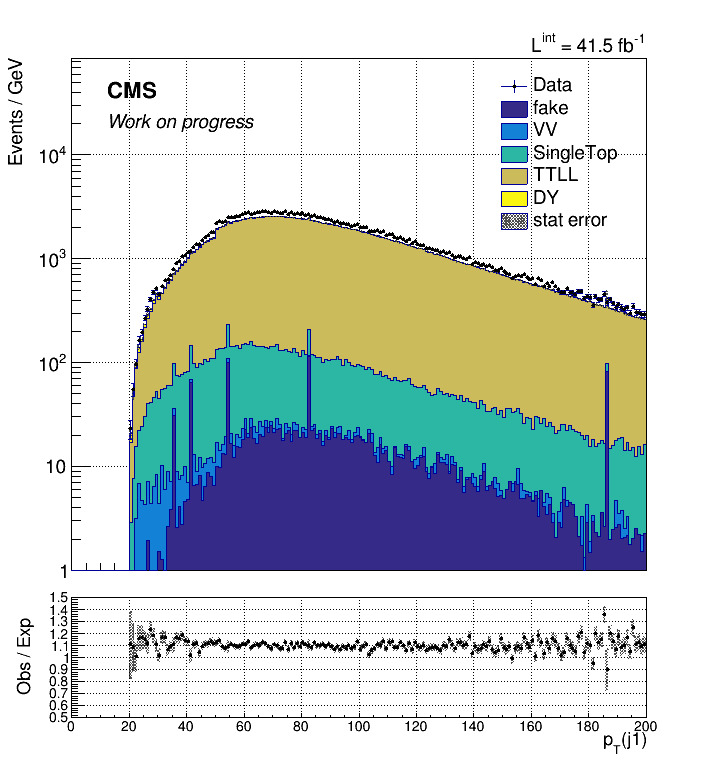 L^int = 41.5 fb^-1
Events / GeV
CMS
Work on progress
Data
fake
VV
SingleTop
TTLL
DY
stat error
10^4
10^3
10^2
10
1
Obs / Exp
1.5
1.4
1.3
1.2
1.1
1
0.9
0.8
0.7
0.6
0.5
0 20 40 60 80 100 120 140 160 180 200
p_T(j1)